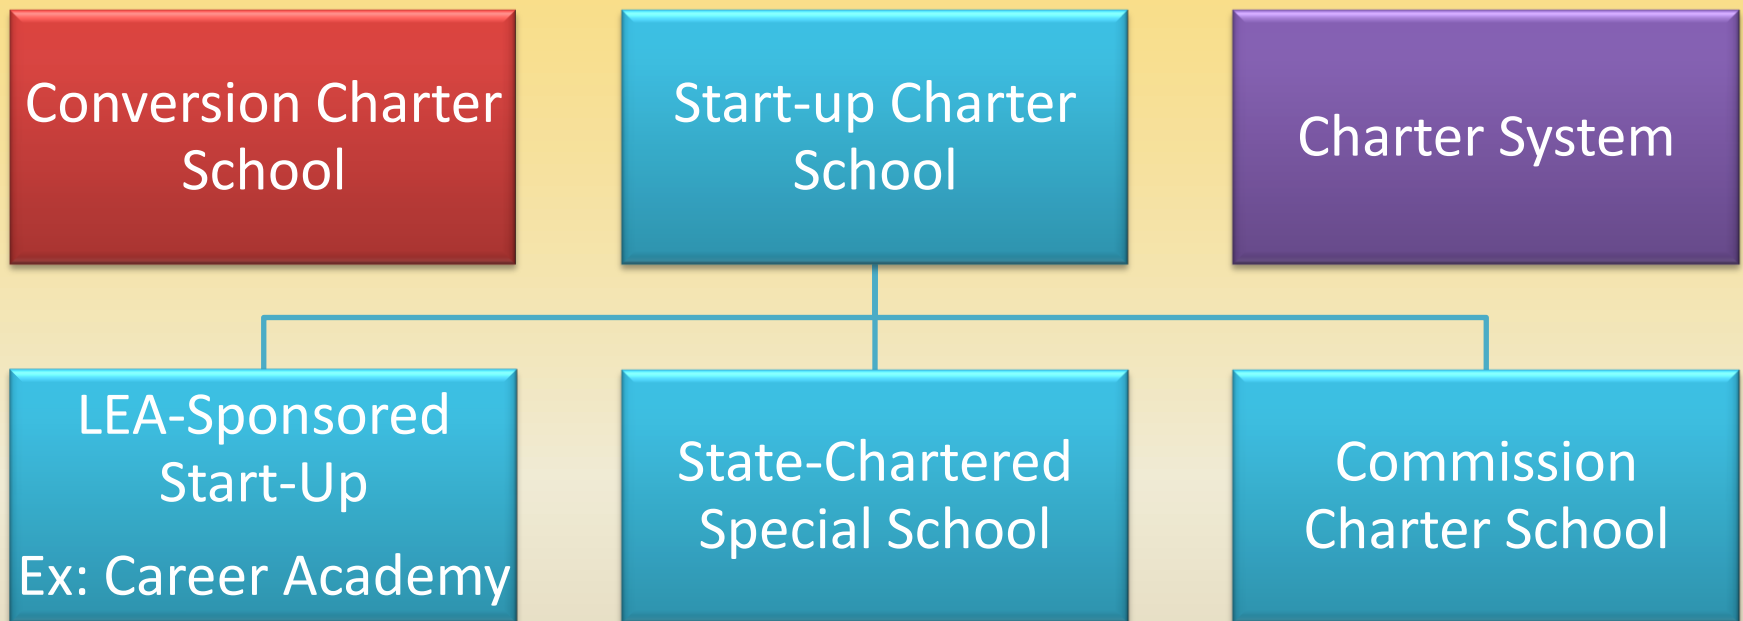 Conversion Charter
School
Start-up Charter
School
Charter System
LEA-Sponsored
Start-Up
Ex: Career Academy
State-Chartered
Special School
Commission
Charter School